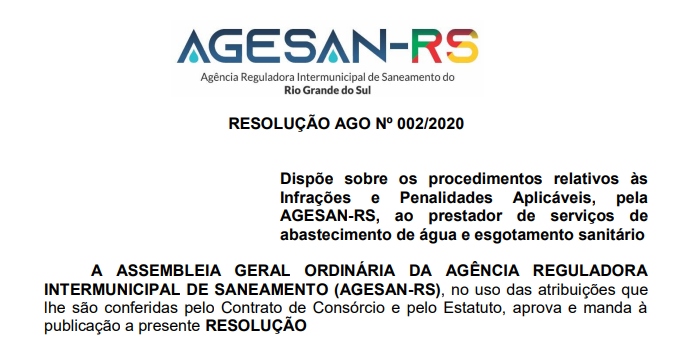 AGESAN-RS
Agência Reguladora Intermunicipal de Saneamento do
Rio Grande do Sul
RESOLUÇÃO AGO Nº 002/2020
Dispõe sobre os procedimentos relativos às
Infrações e Penalidades Aplicáveis, pela
AGESAN-RS, ao prestador de serviços de
abastecimento de água e esgotamento sanitário
A ASSEMBLEIA GERAL ORDINÁRIA DA AGÊNCIA REGULADORA
INTERMUNICIPAL DE SANEAMENTO (AGESAN-RS), no uso das atribuições que
lhe são conferidas pelo Contrato de Consórcio e pelo Estatuto, aprova e manda à
publicação a presente RESOLUÇÃO